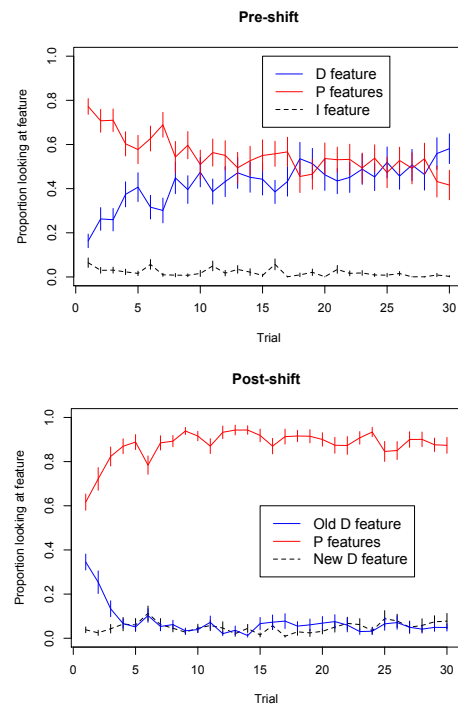 Pre-shift
Proportion looking at feature
0.0 0.2 0.4 0.6 0.8 1.0
D feature
P features
I feature
0 5 10 15 20 25 30
Trial
Post-shift
Proportion looking at feature
0.0 0.2 0.4 0.6 0.8 1.0
Old D feature
P features
New D feature
0 5 10 15 20 25 30
Trial